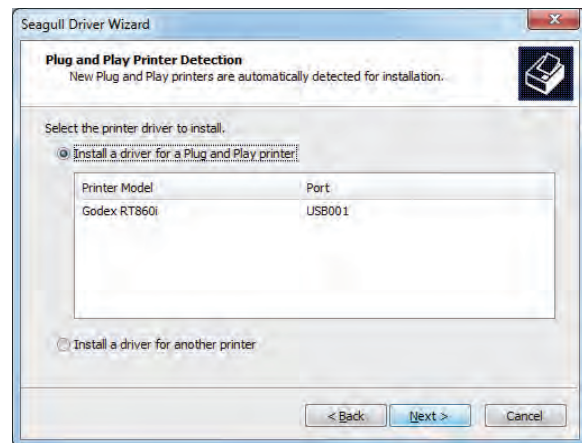 Seagull Driver Wizard
Plug and Play Printer Detection
New Plug and Play printers are automatically detected for installation.
Select the printer driver to install.
Install a driver for a Plug and Play printer
Printer Model Port
Godex RT860i USB001
Install a driver for another printer
< Back Next > Cancel